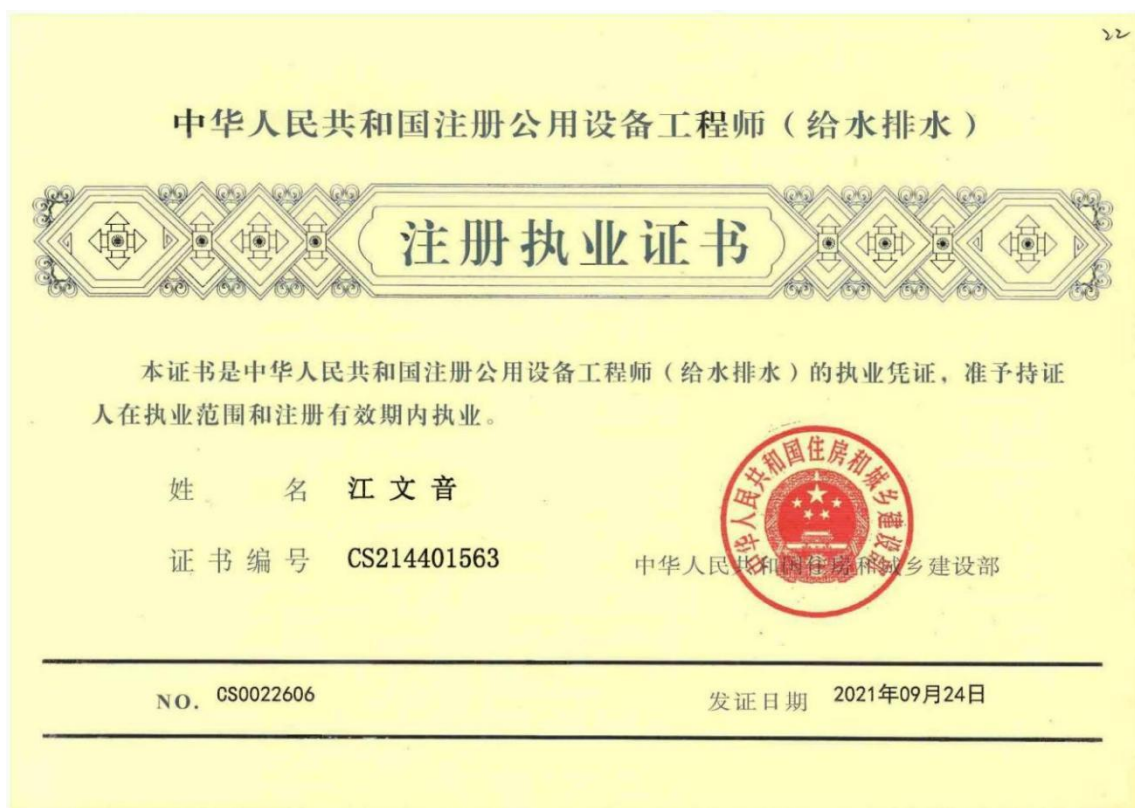 22
中华人民共和国注册公用设备工程师（给水排水）
注册执业证书
本证书是中华人民共和国注册公用设备工程师（给水排水）的执业凭证，准予持证
人在执业范围和注册有效期内执业。
姓 名 江文音
证书编号 CS214401563
中华人民共和国住房和城乡建设部
中华人民共和国住房和城乡建设部
NO. CS0022606
发证日期 2021年09月24日